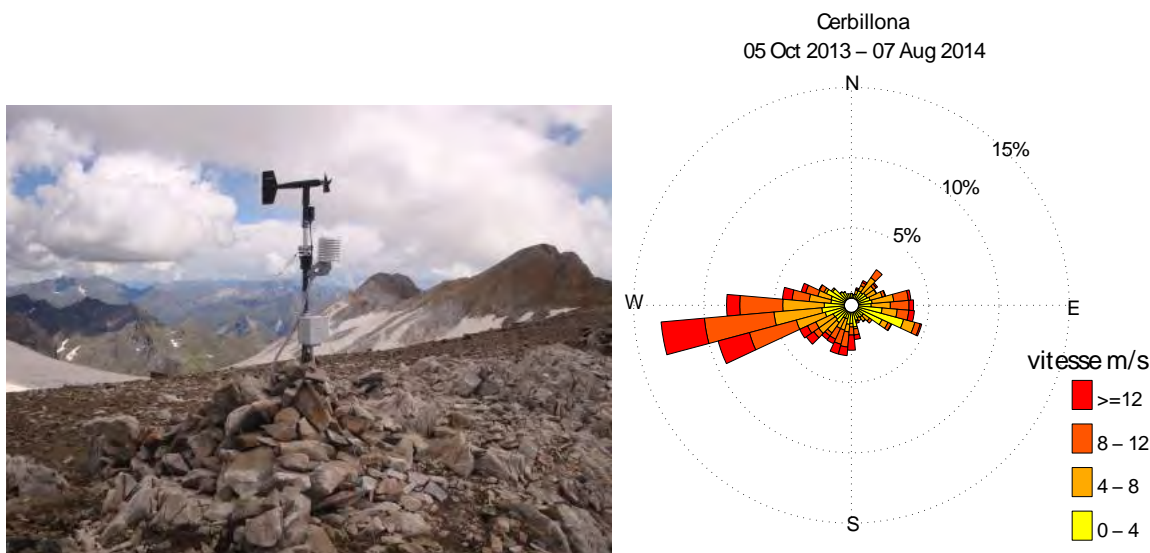 Cerbillona
05 Oct 2013 – 07 Aug 2014
N
15%
10%
5%
W
E
S
vitesse m/s
>=12
8 – 12
4 – 8
0 – 4